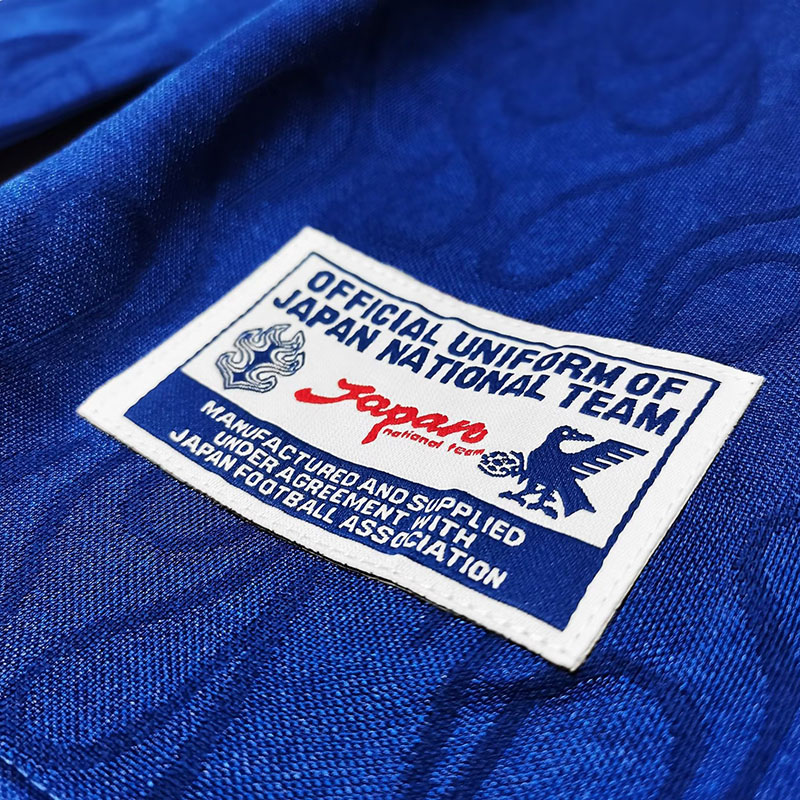 OFFICIAL UNIFORM OF
JAPAN NATIONAL TEAM
Japan
national team
MANUFACTURED AND SUPPLIED
UNDER AGREEMENT WITH
JAPAN FOOTBALL ASSOCIATION